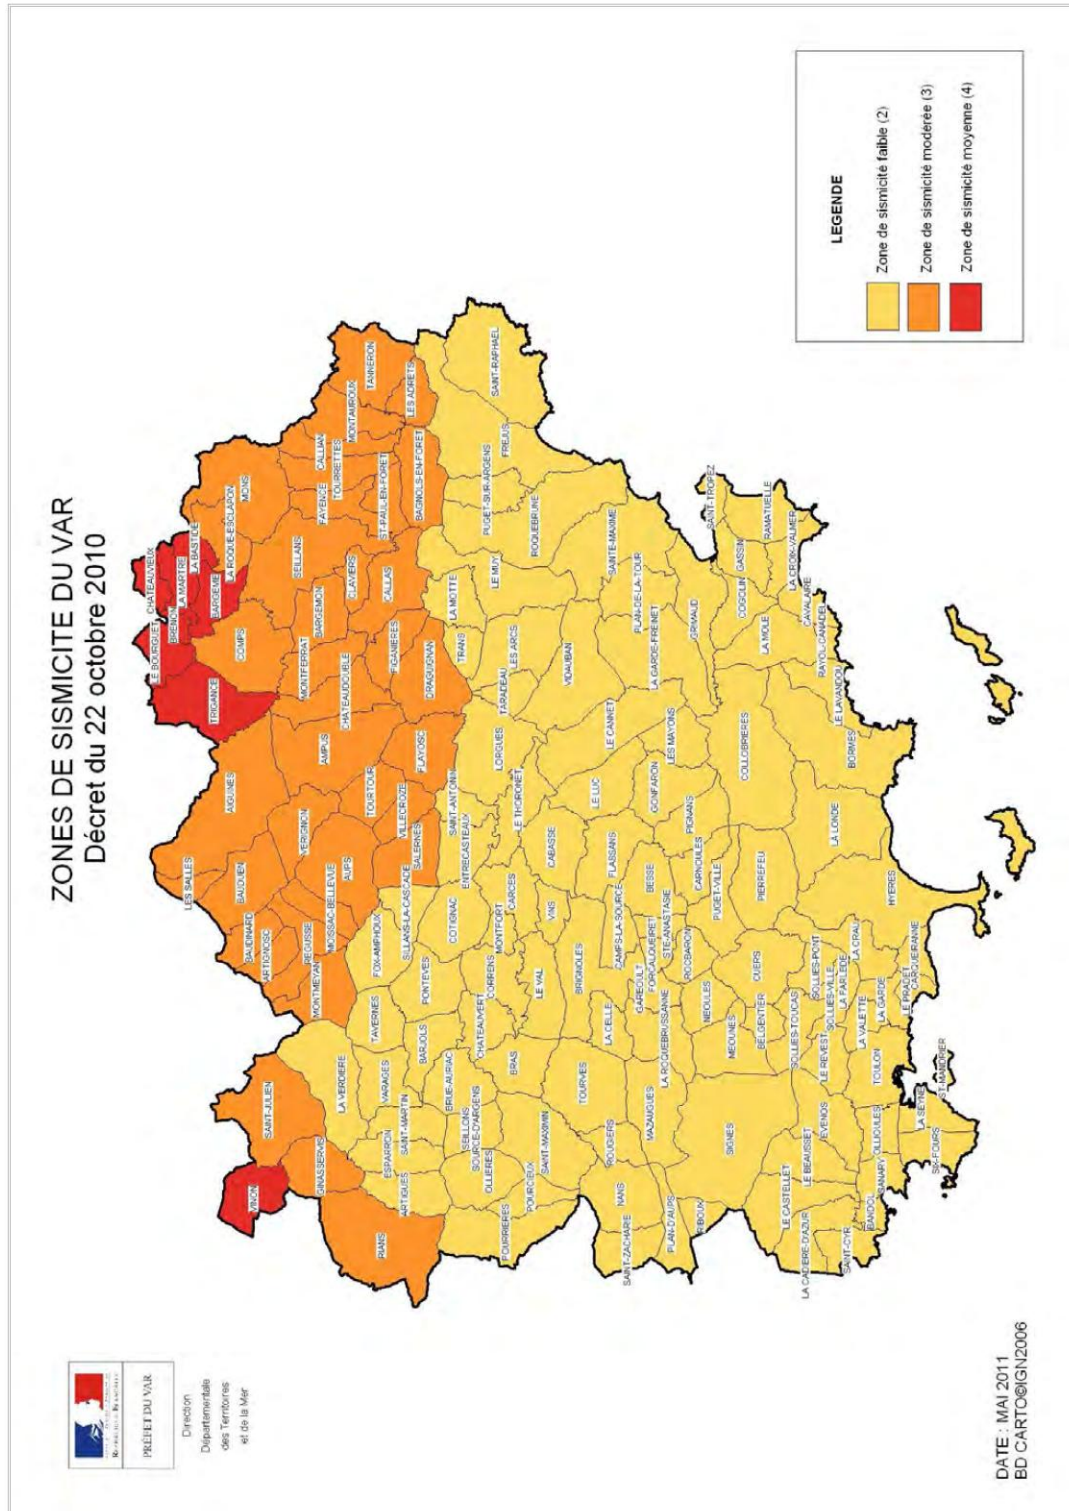 ZONES DE SISMICITE DU VAR
Décret du 22 octobre 2010
PRÉFET DU VAR
Direction
Départementale
des Territoires
et de la Mer
LEGENDE
Zone de sismicité faible (2)
Zone de sismicité modérée (3)
Zone de sismicité moyenne (4)
LE BOURGUET
CHATEAUVIEUX
BRENON
LA MARTRE
LA BASTIDE
BARGEME
LA ROQUE-ESCLAPON
TRIGANCE
COMPS
MONS
VINON
SAINT-JULIEN
GINASSERVIS
RIANS
LES SALLES
AIGUINES
BAUDUEN
BAUDINARD
ARTIGNOSC
REGUSSE
MOISSAC-BELLEVUE
MONTMEYAN
VERIGNON
AUPS
AMPUS
TOURTOUR
VILLECROZE
SALERNES
FLAYOSC
MONTFERRAT
CHATEAUDOUBLE
BARGEMON
CLAVIERS
CALLAS
FIGANIERES
DRAGUIGNAN
SEILLANS
FAYENCE
TOURRETTES
CALLIAN
MONTAUROUX
TANNERON
ST-PAUL-EN-FORET
BAGNOLS-EN-FORET
LES ADRETS
LA VERDIERE
VARAGES
TAVERNES
FOX-AMPHOUX
SILLANS-LA-CASCADE
ESPARRON
SAINT-MARTIN
ARTIGUES
BARJOLS
PONTEVES
COTIGNAC
ENTRECASTEAUX
SAINT-ANTONIN
LORGUES
TARADEAU
TRANS
LA MOTTE
LES ARCS
LE MUY
PUGET-SUR-ARGENS
FREJUS
SAINT-RAPHAEL
ROQUEBRUNE
BRUE-AURIAC
SEILLONS
SOURCE-D'ARGENS
OLLIERES
POURRIERES
POURCIEUX
SAINT-MAXIMIN
CHATEAUVERT
CORRENS
MONTFORT
CARCES
LE THORONET
BRAS
LE VAL
VINS
CABASSE
VIDAUBAN
LE CANNET
LE LUC
FLASSANS
BRIGNOLES
TOURVES
LA CELLE
CAMPS-LA-SOURCE
BESSE
GONFARON
LES MAYONS
LA GARDE-FREINET
PLAN-DE-LA-TOUR
SAINTE-MAXIME
GRIMAUD
SAINT-TROPEZ
COGOLIN
GASSIN
RAMATUELLE
LA CROIX-VALMER
LA MOLE
CAVALAIRE
RAYOL-CANADEL
LE LAVANDOU
BORMES
COLLOBRIERES
LA LONDE
PIGNANS
CARNOULES
PUGET-VILLE
PIERREFEU
HYERES
GAREOULT
FORCALQUEIRET
STE-ANASTASIE
ROCBARON
NEOULES
LA ROQUEBRUSSANNE
MEOUNES
BELGENTIER
CUERS
SOLLIES-TOUCAS
SOLLIES-PONT
SOLLIES-VILLE
LA FARLEDE
LA CRAU
LE REVEST
LA VALETTE
LA GARDE
LE PRADET
CARQUEIRANNE
TOULON
ROUGIERS
MAZAUGUES
NANS
SAINT-ZACHARIE
PLAN-D'AUPS
RIBOUX
SIGNES
LE CASTELLET
LE BEAUSSET
EVENOS
LA CADIERE-D'AZUR
SAINT-CYR
BANDOL
SANARY
OLLIOULES
SIX-FOURS
LA SEYNE
ST-MANDRIER
DATE : MAI 2011
BD CARTO©IGN2006